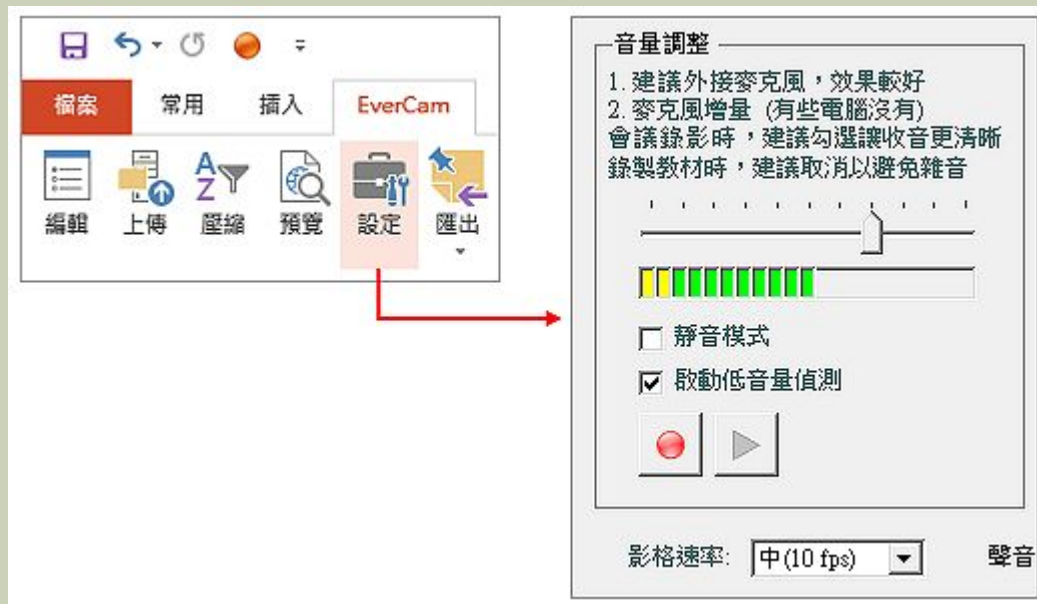 檔案 常用 插入 EverCam
編輯 上傳 壓縮 預覽 設定 匯出
音量調整
1. 建議外接麥克風，效果較好
2. 麥克風增量 (有些電腦沒有)
會議錄影時，建議勾選讓收音更清晰
錄製教材時，建議取消以避免雜音
靜音模式
啟動低音量偵測
影格速率: 中(10 fps) 聲音